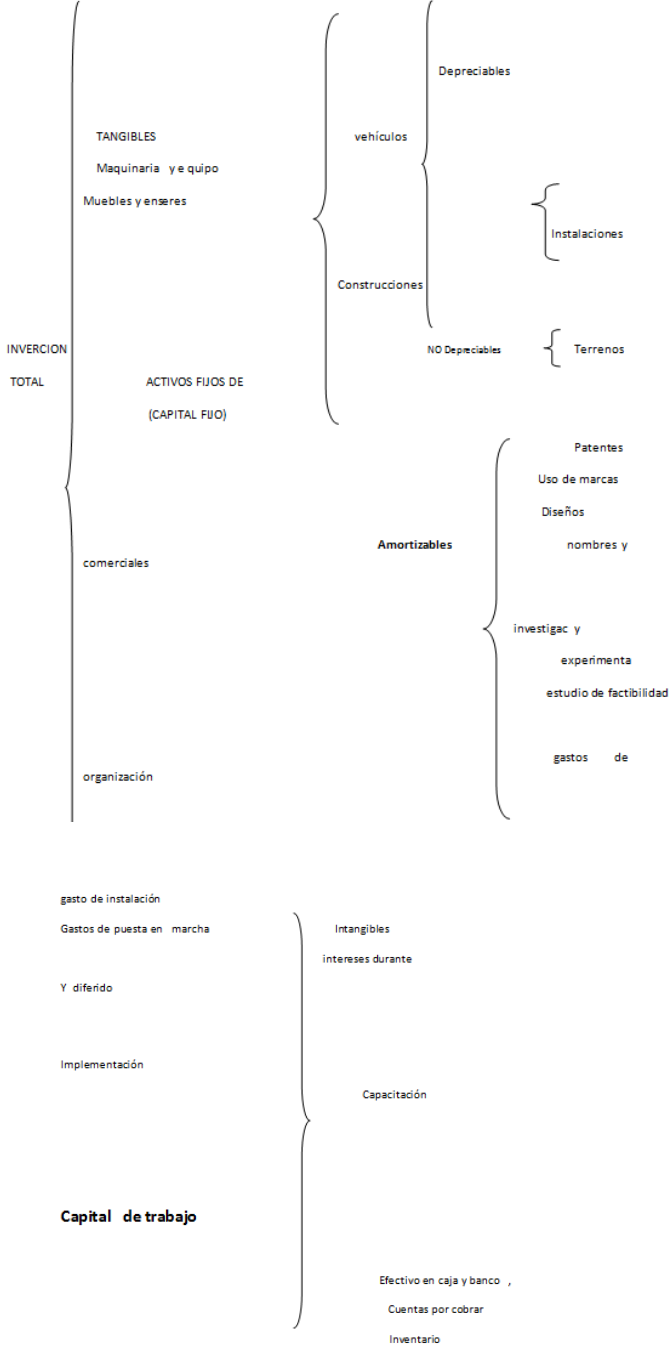 Depreciables
TANGIBLES vehículos
Maquinaria y e quipo
Muebles y enseres
Instalaciones
Construcciones
INVERCION NO Depreciables Terrenos
TOTAL ACTIVOS FIJOS DE
(CAPITAL FIJO)
Patentes
Uso de marcas
Diseños
Amortizables nombres y
comerciales
investigac y
experimenta
estudio de factibilidad
gastos de
organización
gasto de instalación
Gastos de puesta en marcha Intangibles
intereses durante
Y diferido
Implementación
Capacitación
Capital de trabajo
Efectivo en caja y banco ,
Cuentas por cobrar
Inventario